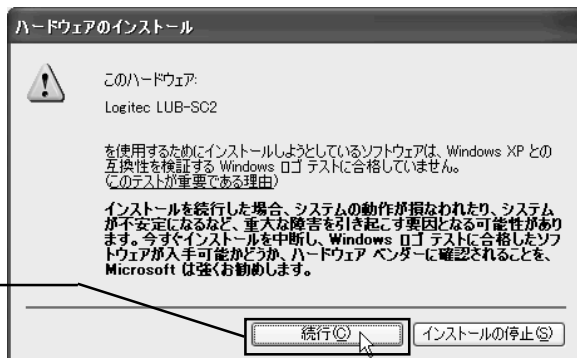 ハードウェアのインストール
このハードウェア:
Logitec LUB-SC2
を使用するためにインストールしようとしているソフトウェアは、Windows XP との
互換性を検証する Windows ロゴ テストに合格していません。
(このテストが重要である理由)
インストールを続行した場合、システムの動作が損なわれたり、システム
が不安定になるなど、重大な障害を引き起こす要因となる可能性があり
ます。今すぐインストールを中断し、Windows ロゴ テストに合格したソフ
トウェアが入手可能かどうか、ハードウェア ベンダーに確認されることを、
Microsoft は強くお勧めします。
続行(C)
インストールの停止(S)